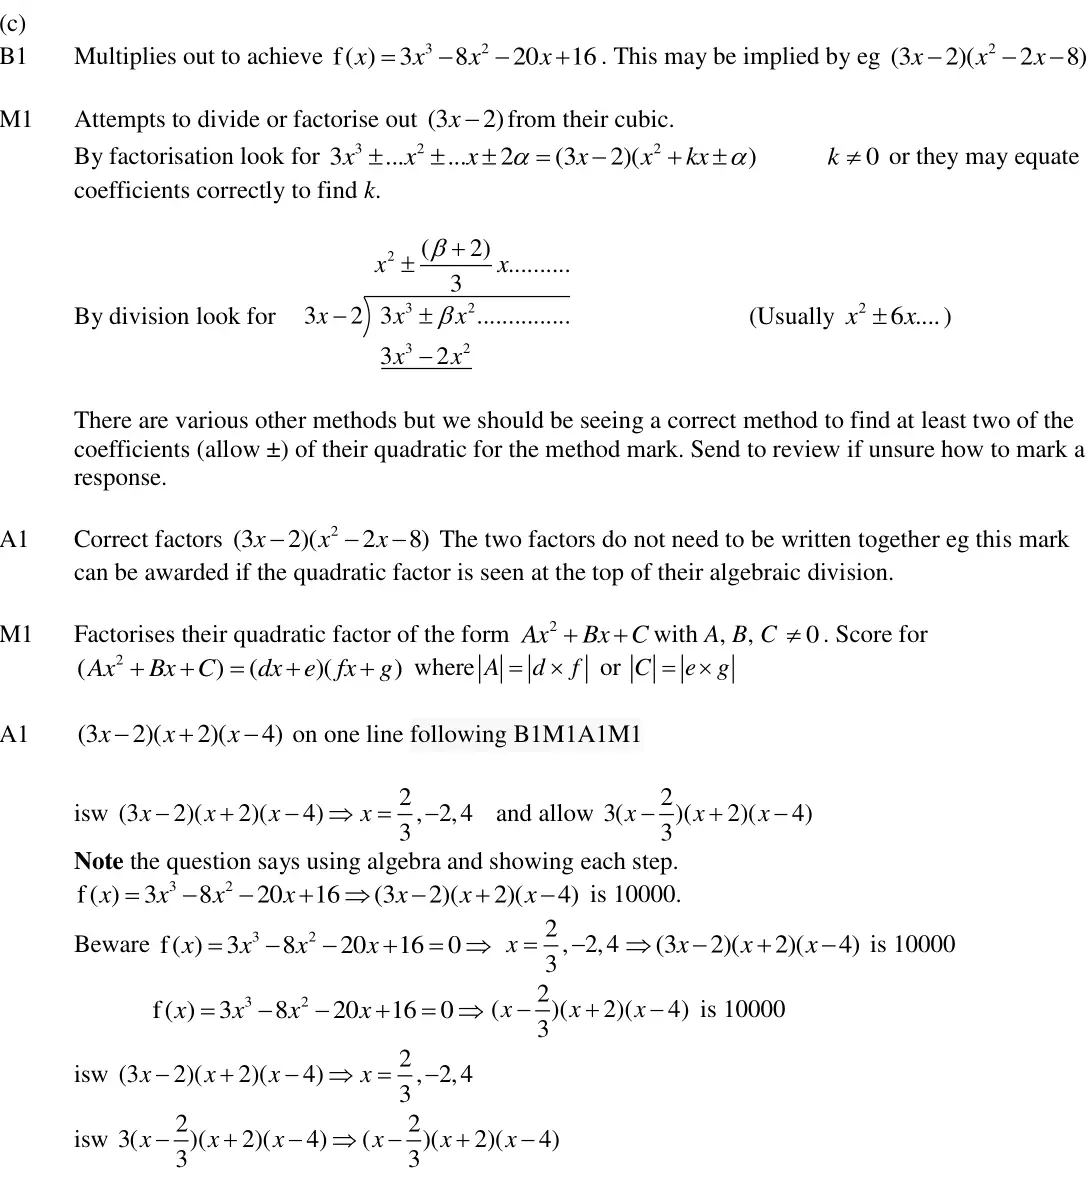 (c)
B1 Multiplies out to achieve f(x) = 3x³ − 8x² − 20x + 16. This may be implied by eg (3x − 2)(x² − 2x − 8)
M1 Attempts to divide or factorise out (3x − 2) from their cubic.
By factorisation look for 3x³ ± ...x² ± ...x ± 2α = (3x − 2)(x² + kx ± α) k ≠ 0 or they may equate
coefficients correctly to find k.
x² ± (β + 2)/3 x..........
By division look for 3x − 2) 3x³ ± βx²............... (Usually x² ± 6x....)
3x³ − 2x²
There are various other methods but we should be seeing a correct method to find at least two of the
coefficients (allow ±) of their quadratic for the method mark. Send to review if unsure how to mark a
response.
A1 Correct factors (3x − 2)(x² − 2x − 8) The two factors do not need to be written together eg this mark
can be awarded if the quadratic factor is seen at the top of their algebraic division.
M1 Factorises their quadratic factor of the form Ax² + Bx + C with A, B, C ≠ 0. Score for
(Ax² + Bx + C) = (dx + e)(fx + g) where |A| = |d × f| or |C| = |e × g|
A1 (3x − 2)(x + 2)(x − 4) on one line following B1M1A1M1
isw (3x − 2)(x + 2)(x − 4) ⇒ x = 2/3, −2, 4 and allow 3(x − 2/3)(x + 2)(x − 4)
Note the question says using algebra and showing each step.
f(x) = 3x³ − 8x² − 20x + 16 ⇒ (3x − 2)(x + 2)(x − 4) is 10000.
Beware f(x) = 3x³ − 8x² − 20x + 16 = 0 ⇒ x = 2/3, −2, 4 ⇒ (3x − 2)(x + 2)(x − 4) is 10000
f(x) = 3x³ − 8x² − 20x + 16 = 0 ⇒ (x − 2/3)(x + 2)(x − 4) is 10000
isw (3x − 2)(x + 2)(x − 4) ⇒ x = 2/3, −2, 4
isw 3(x − 2/3)(x + 2)(x − 4) ⇒ (x − 2/3)(x + 2)(x − 4)